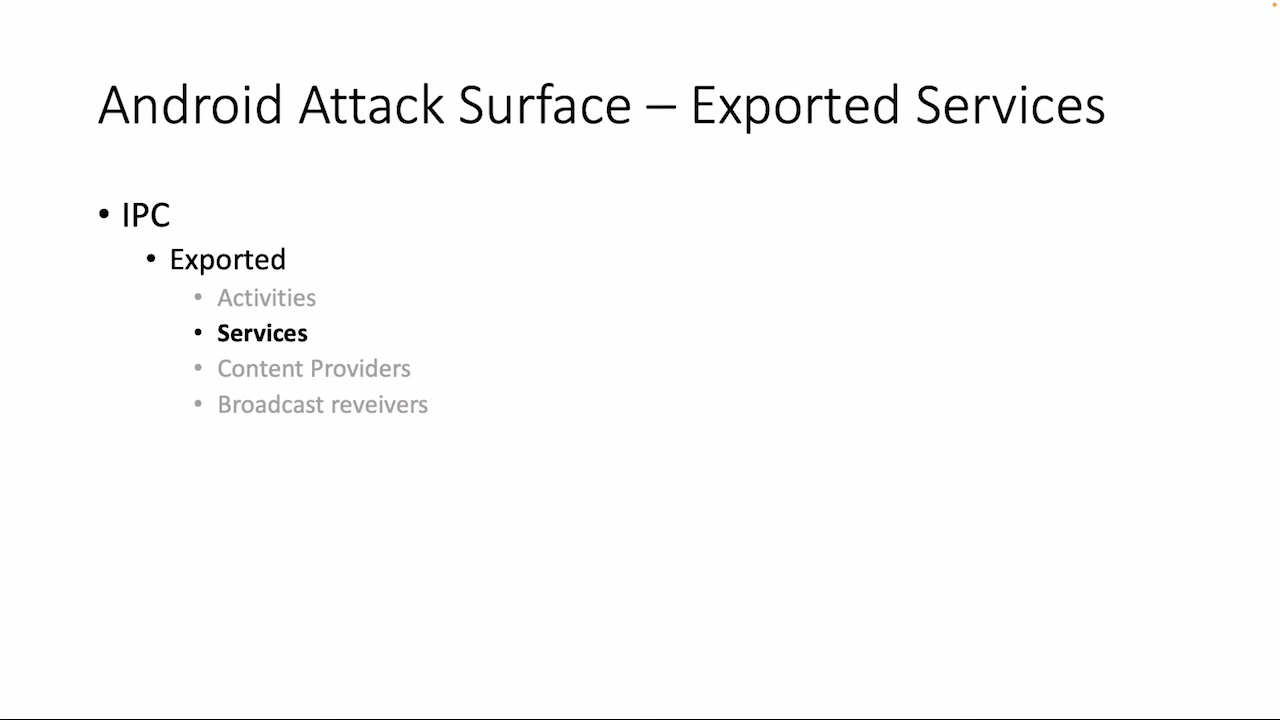 Android Attack Surface – Exported Services
• IPC
• Exported
• Activities
• Services
• Content Providers
• Broadcast reveivers